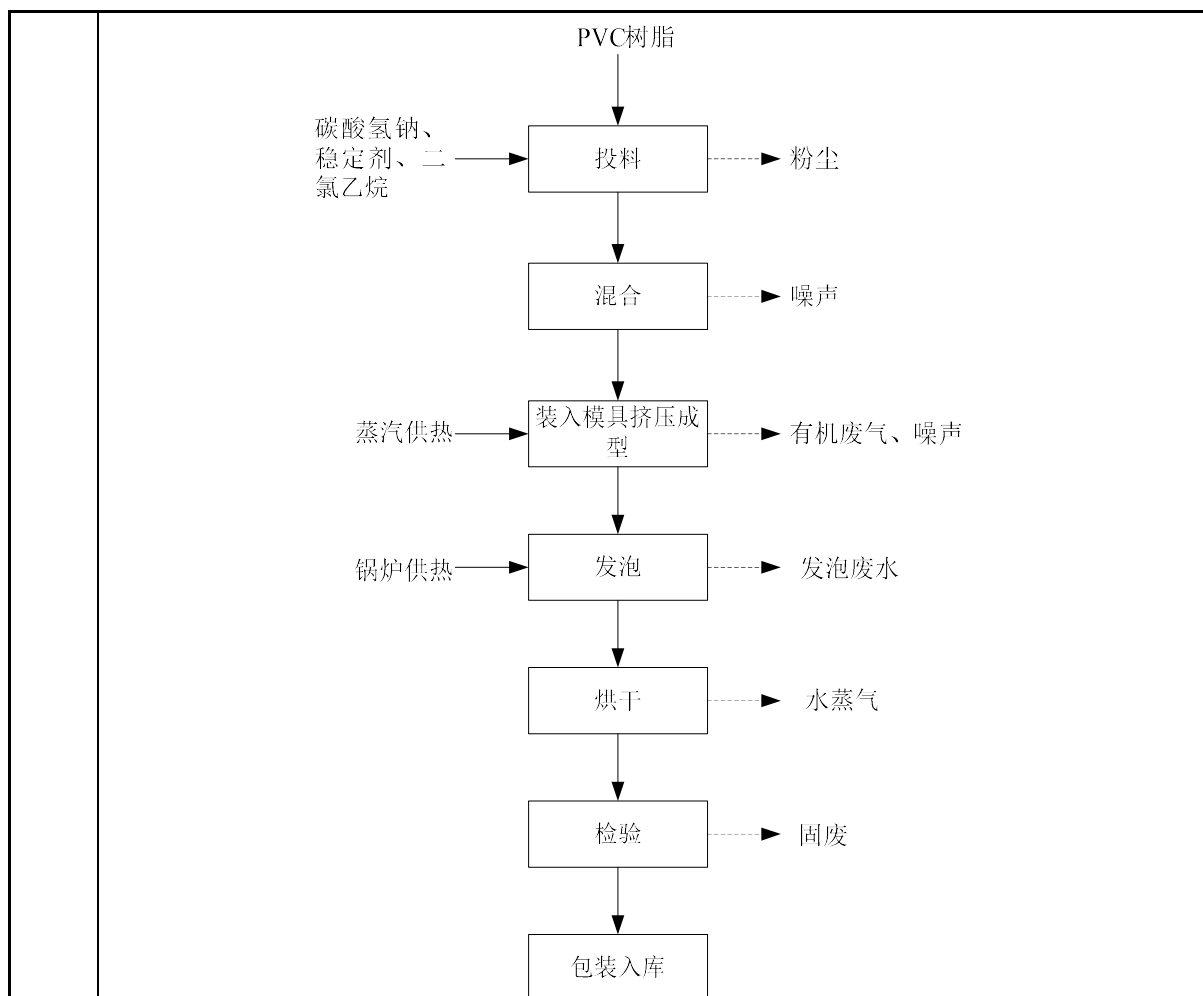 PVC树脂
碳酸氢钠、
稳定剂、二
氯乙烷
投料
粉尘
混合
噪声
蒸汽供热
装入模具挤压成
型
有机废气、噪声
锅炉供热
发泡
发泡废水
烘干
水蒸气
检验
固废
包装入库